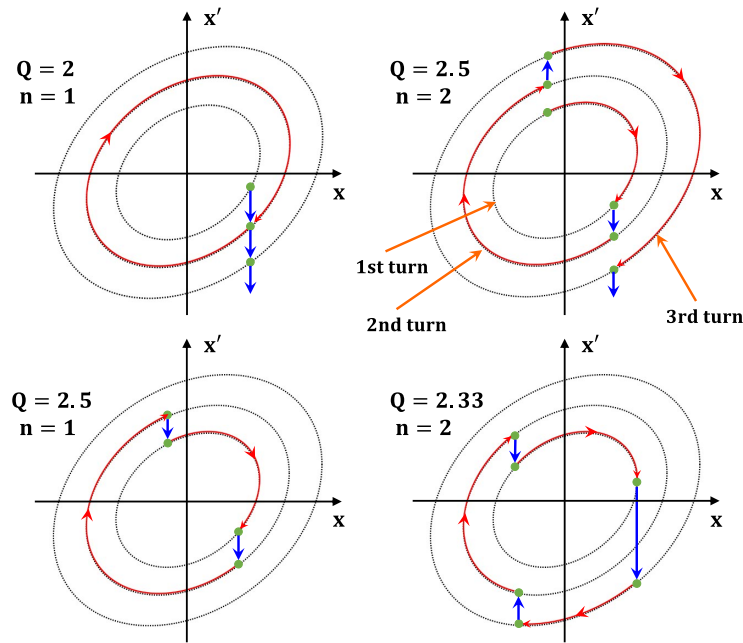 x′
Q = 2
n = 1
x
x′
Q = 2.5
n = 2
x
1st turn
2nd turn
3rd turn
x′
Q = 2.5
n = 1
x
x′
Q = 2.33
n = 2
x